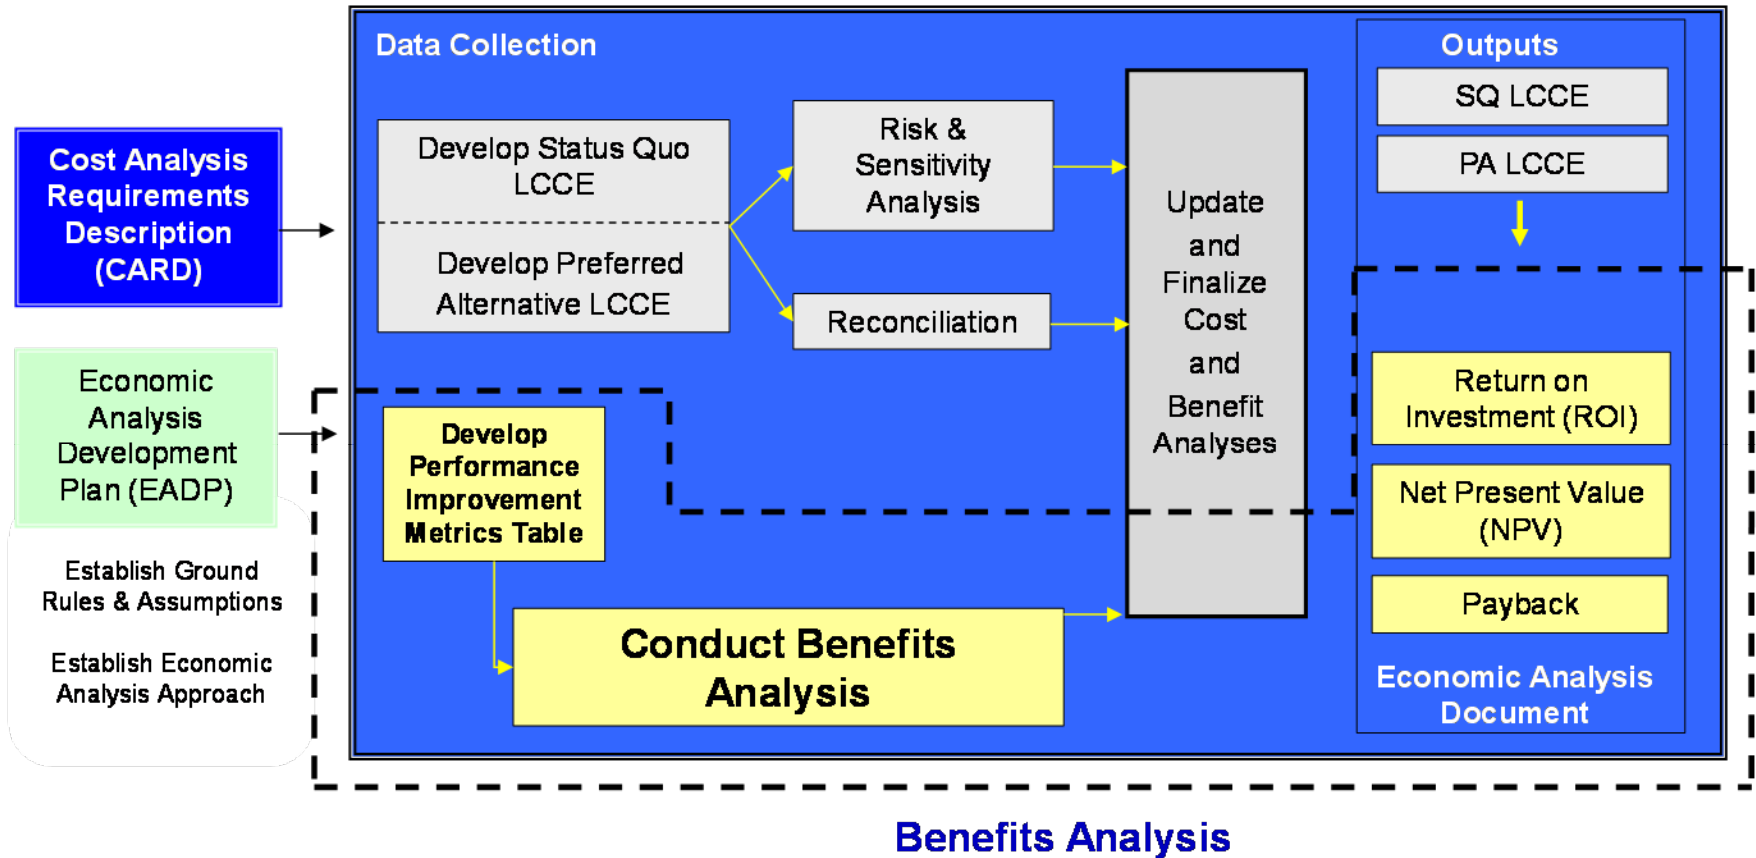 Data Collection
Outputs
Cost Analysis
Requirements
Description
(CARD)
Economic
Analysis
Development
Plan (EADP)
Establish Ground
Rules & Assumptions
Establish Economic
Analysis Approach
Develop Status Quo
LCCE
Develop Preferred
Alternative LCCE
Risk &
Sensitivity
Analysis
Reconciliation
Develop
Performance
Improvement
Metrics Table
Conduct Benefits
Analysis
Update
and
Finalize
Cost
and
Benefit
Analyses
SQ LCCE
PA LCCE
Return on
Investment (ROI)
Net Present Value
(NPV)
Payback
Economic Analysis
Document
Benefits Analysis